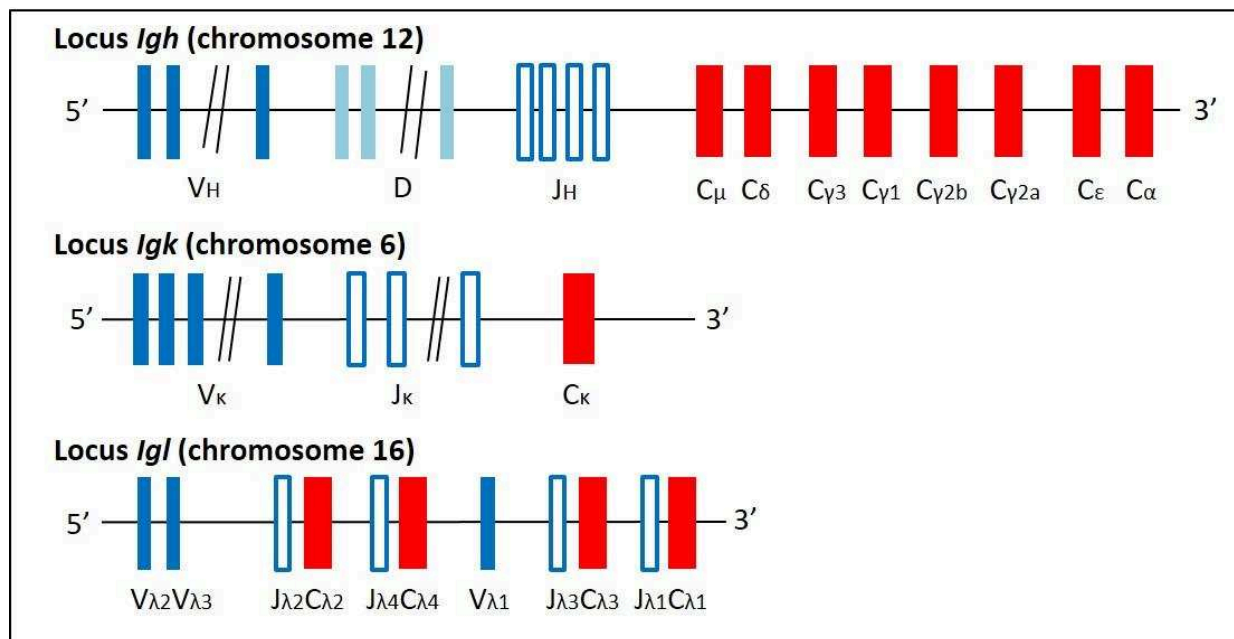 Locus Igh (chromosome 12)
5’ 3’
VH D JH Cμ Cδ Cγ3 Cγ1 Cγ2b Cγ2a Cε Cα
Locus Igk (chromosome 6)
5’ 3’
Vκ Jκ Cκ
Locus Igl (chromosome 16)
5’ 3’
Vλ2Vλ3 Jλ2Cλ2 Jλ4Cλ4 Vλ1 Jλ3Cλ3 Jλ1Cλ1